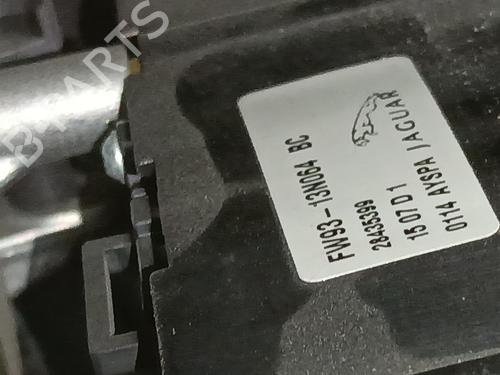 B-PARTS
JAGUAR
FW93-13N064 BC
28435399
15 07 D 1
0114 AYSPA